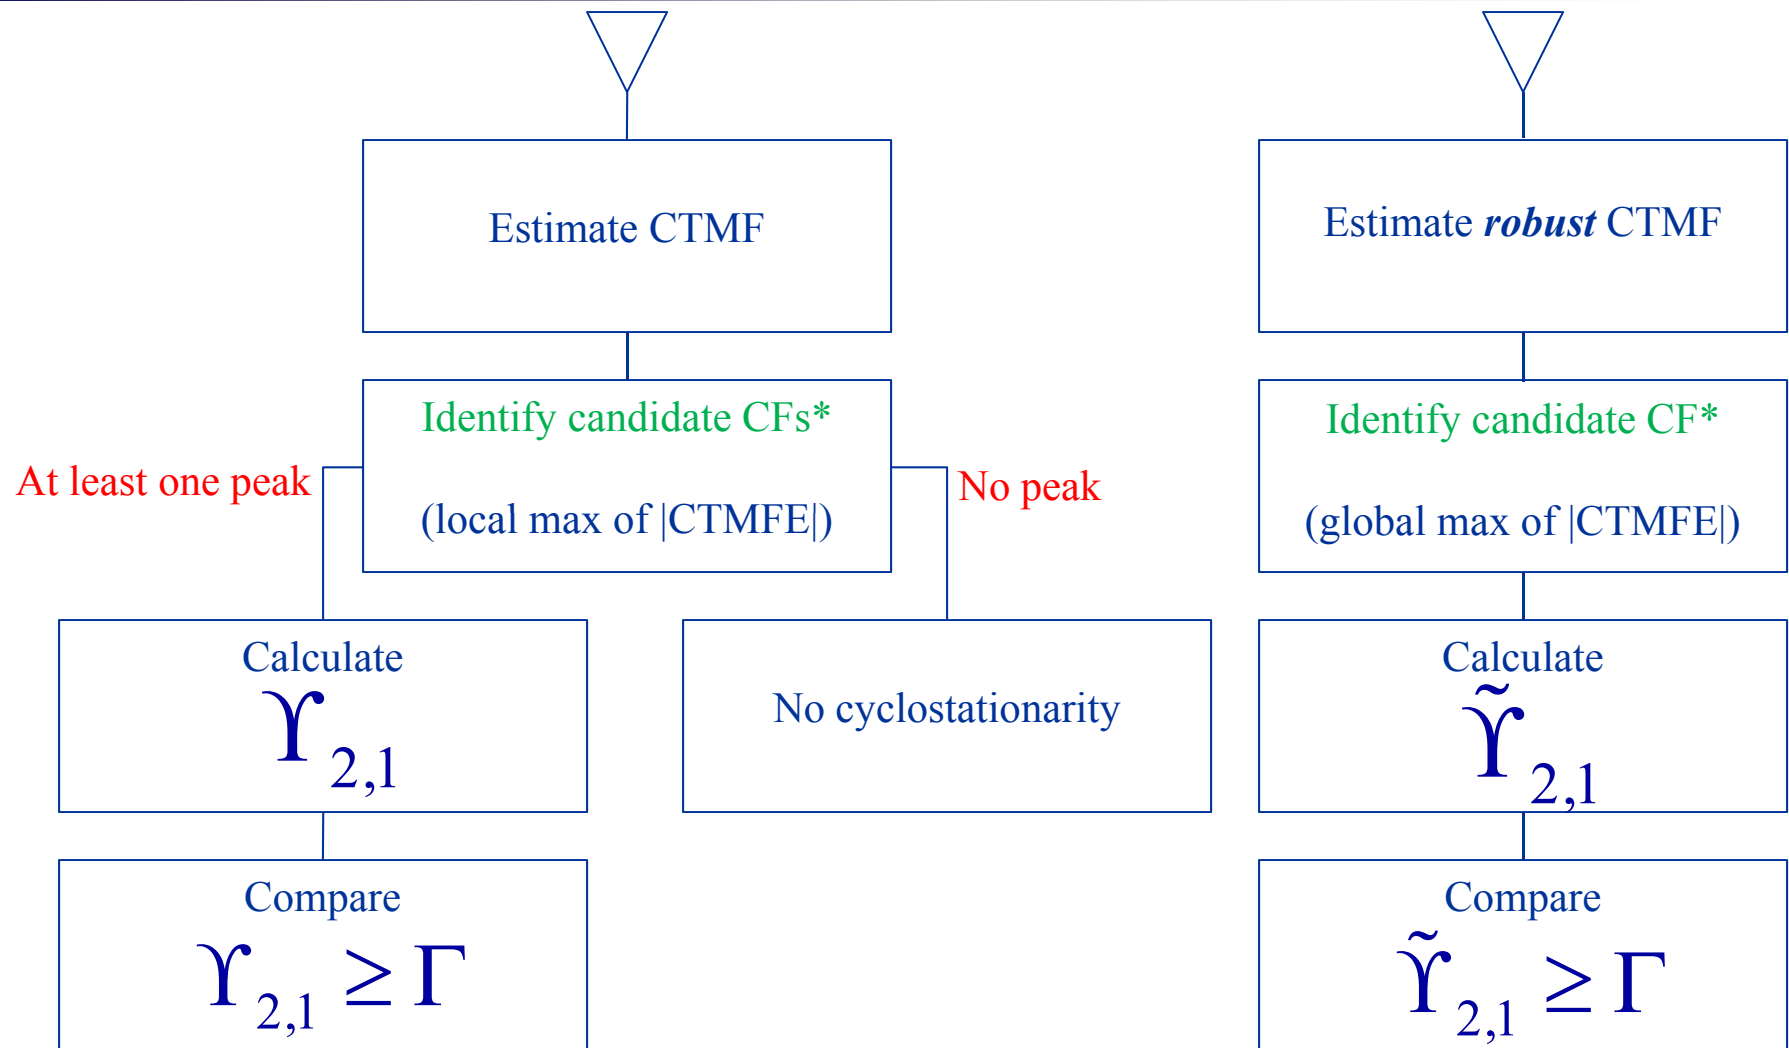 Estimate CTMF
Identify candidate CFs*
(local max of |CTMFE|)
At least one peak
No peak
Calculate
ϒ2,1
No cyclostationarity
Compare
ϒ2,1 ≥ Γ
Estimate robust CTMF
Identify candidate CF*
(global max of |CTMFE|)
Calculate
ϒ̃2,1
Compare
ϒ̃2,1 ≥ Γ